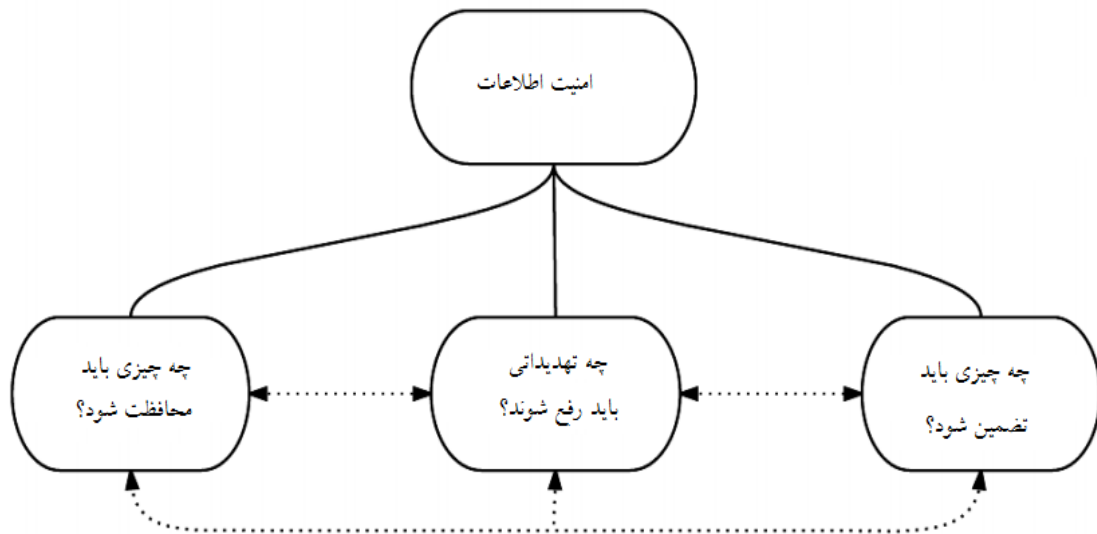 امنیت اطلاعات
چه چیزی باید
تضمین شود؟
چه تهدیداتی
باید رفع شوند؟
چه چیزی باید
محافظت شود؟